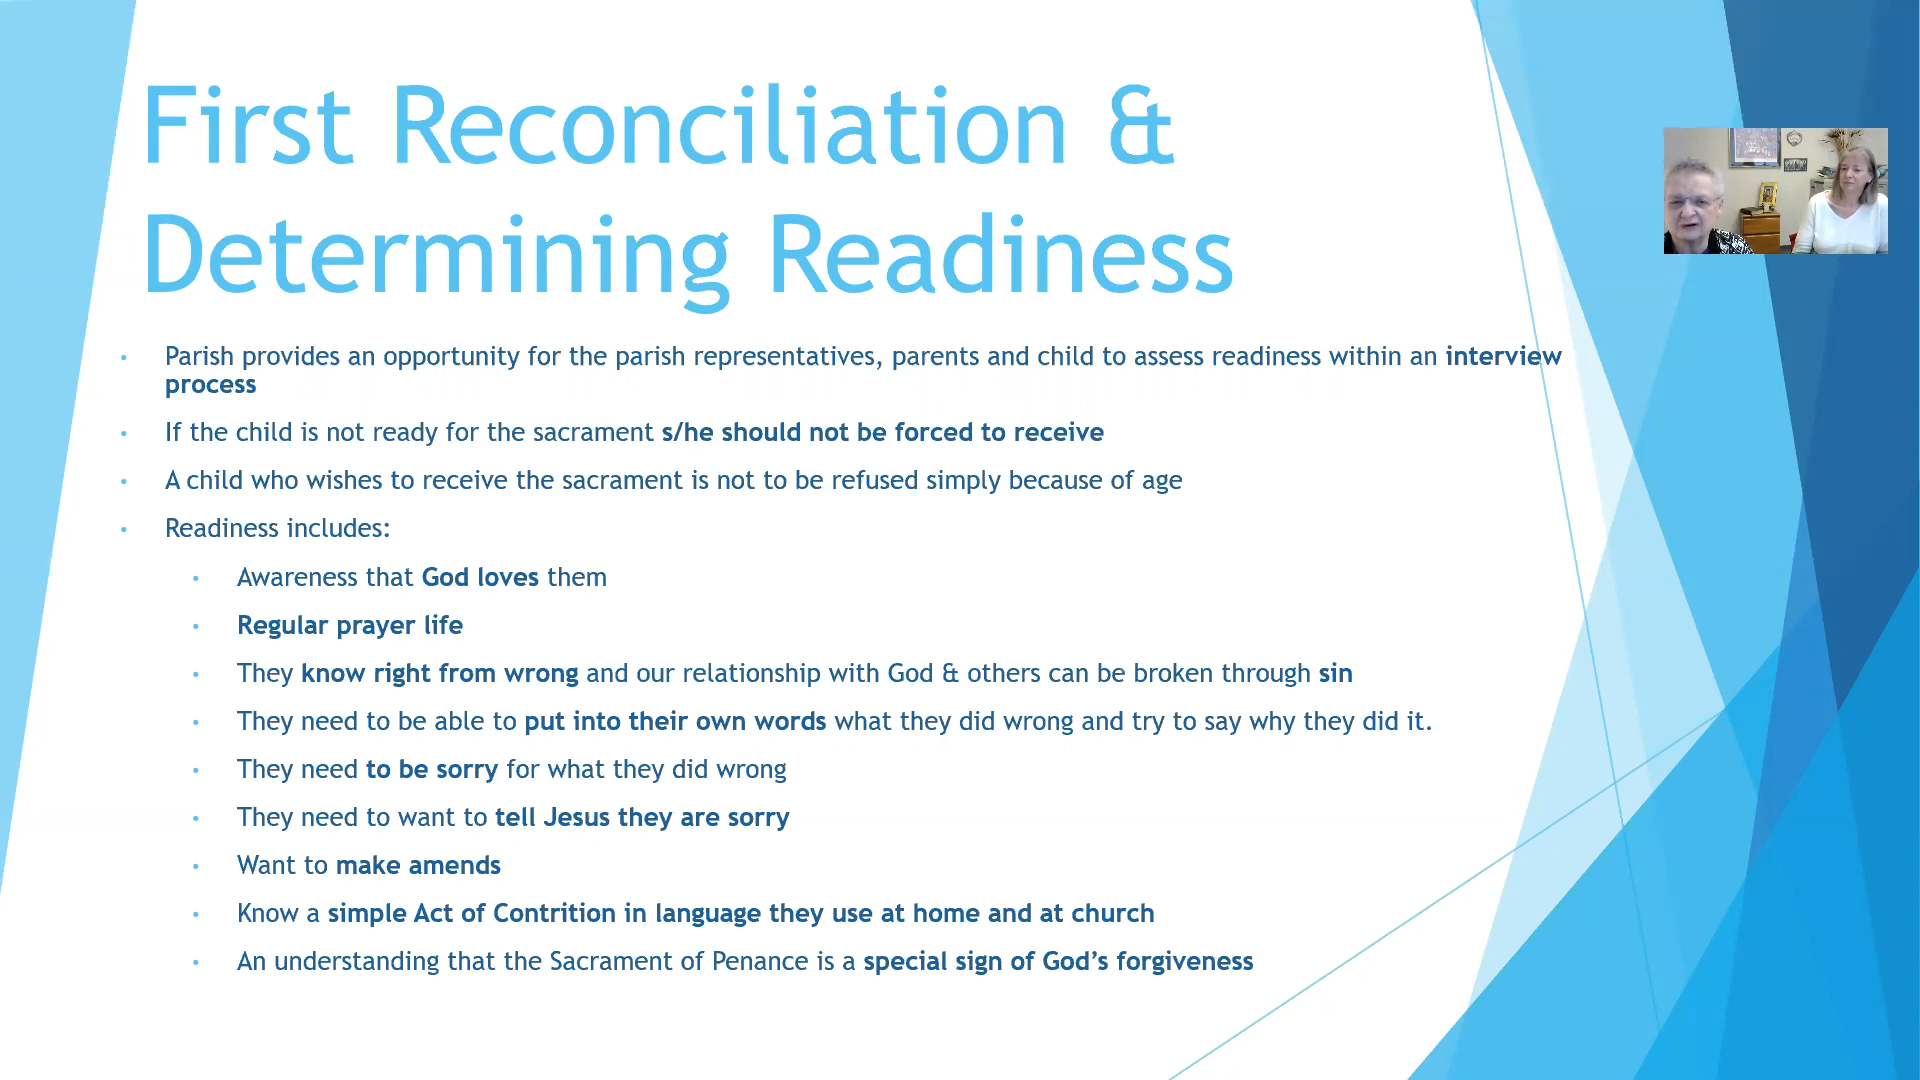 First Reconciliation &
Determining Readiness
• Parish provides an opportunity for the parish representatives, parents and child to assess readiness within an interview
process
• If the child is not ready for the sacrament s/he should not be forced to receive
• A child who wishes to receive the sacrament is not to be refused simply because of age
• Readiness includes:
• Awareness that God loves them
• Regular prayer life
• They know right from wrong and our relationship with God & others can be broken through sin
• They need to be able to put into their own words what they did wrong and try to say why they did it.
• They need to be sorry for what they did wrong
• They need to want to tell Jesus they are sorry
• Want to make amends
• Know a simple Act of Contrition in language they use at home and at church
• An understanding that the Sacrament of Penance is a special sign of God’s forgiveness